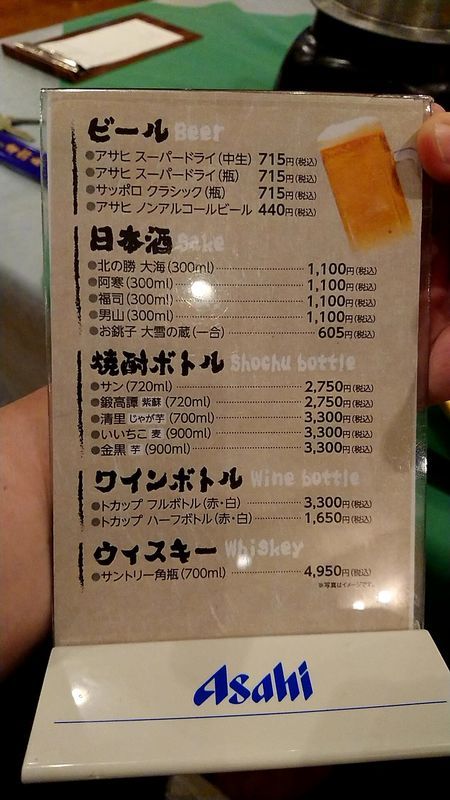 ビール Beer
●アサヒ スーパードライ(中生) 715円(税込)
アサヒ スーパードライ(瓶) 715円(税込)
●サッポロ クラシック(瓶) 715円(税込)
●アサヒ ノンアルコールビール 440円(税込)
日本酒 Sake
●北の勝 大海(300ml) 1,100円(税込)
●阿寒(300ml) 1,100円(税込)
●福司(300ml) 1,100円(税込)
●男山(300ml) 1,100円(税込)
●お銚子 大雪の蔵(一合) 605円(税込)
焼酎ボトル Shochu bottle
●サン(720ml) 2,750円(税込)
●鍛高譚 紫蘇(720ml) 2,750円(税込)
●清里 じゃが芋(700ml) 3,300円(税込)
●いいちこ 麦(900ml) 3,300円(税込)
●金黒 芋(900ml) 3,300円(税込)
ワインボトル Wine bottle
●トカップ フルボトル(赤・白) 3,300円(税込)
●トカップ ハーフボトル(赤・白) 1,650円(税込)
ウィスキー Whiskey
●サントリー角瓶(700ml) 4,950円(税込)
※写真はイメージです。
Asahi